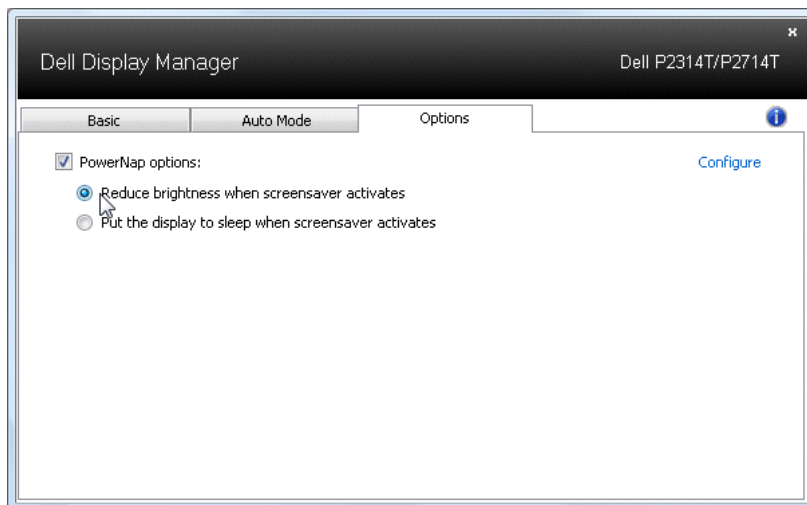 x
Dell Display Manager
Dell P2314T/P2714T
Basic
Auto Mode
Options
i
PowerNap options:
Configure
Reduce brightness when screensaver activates
Put the display to sleep when screensaver activates